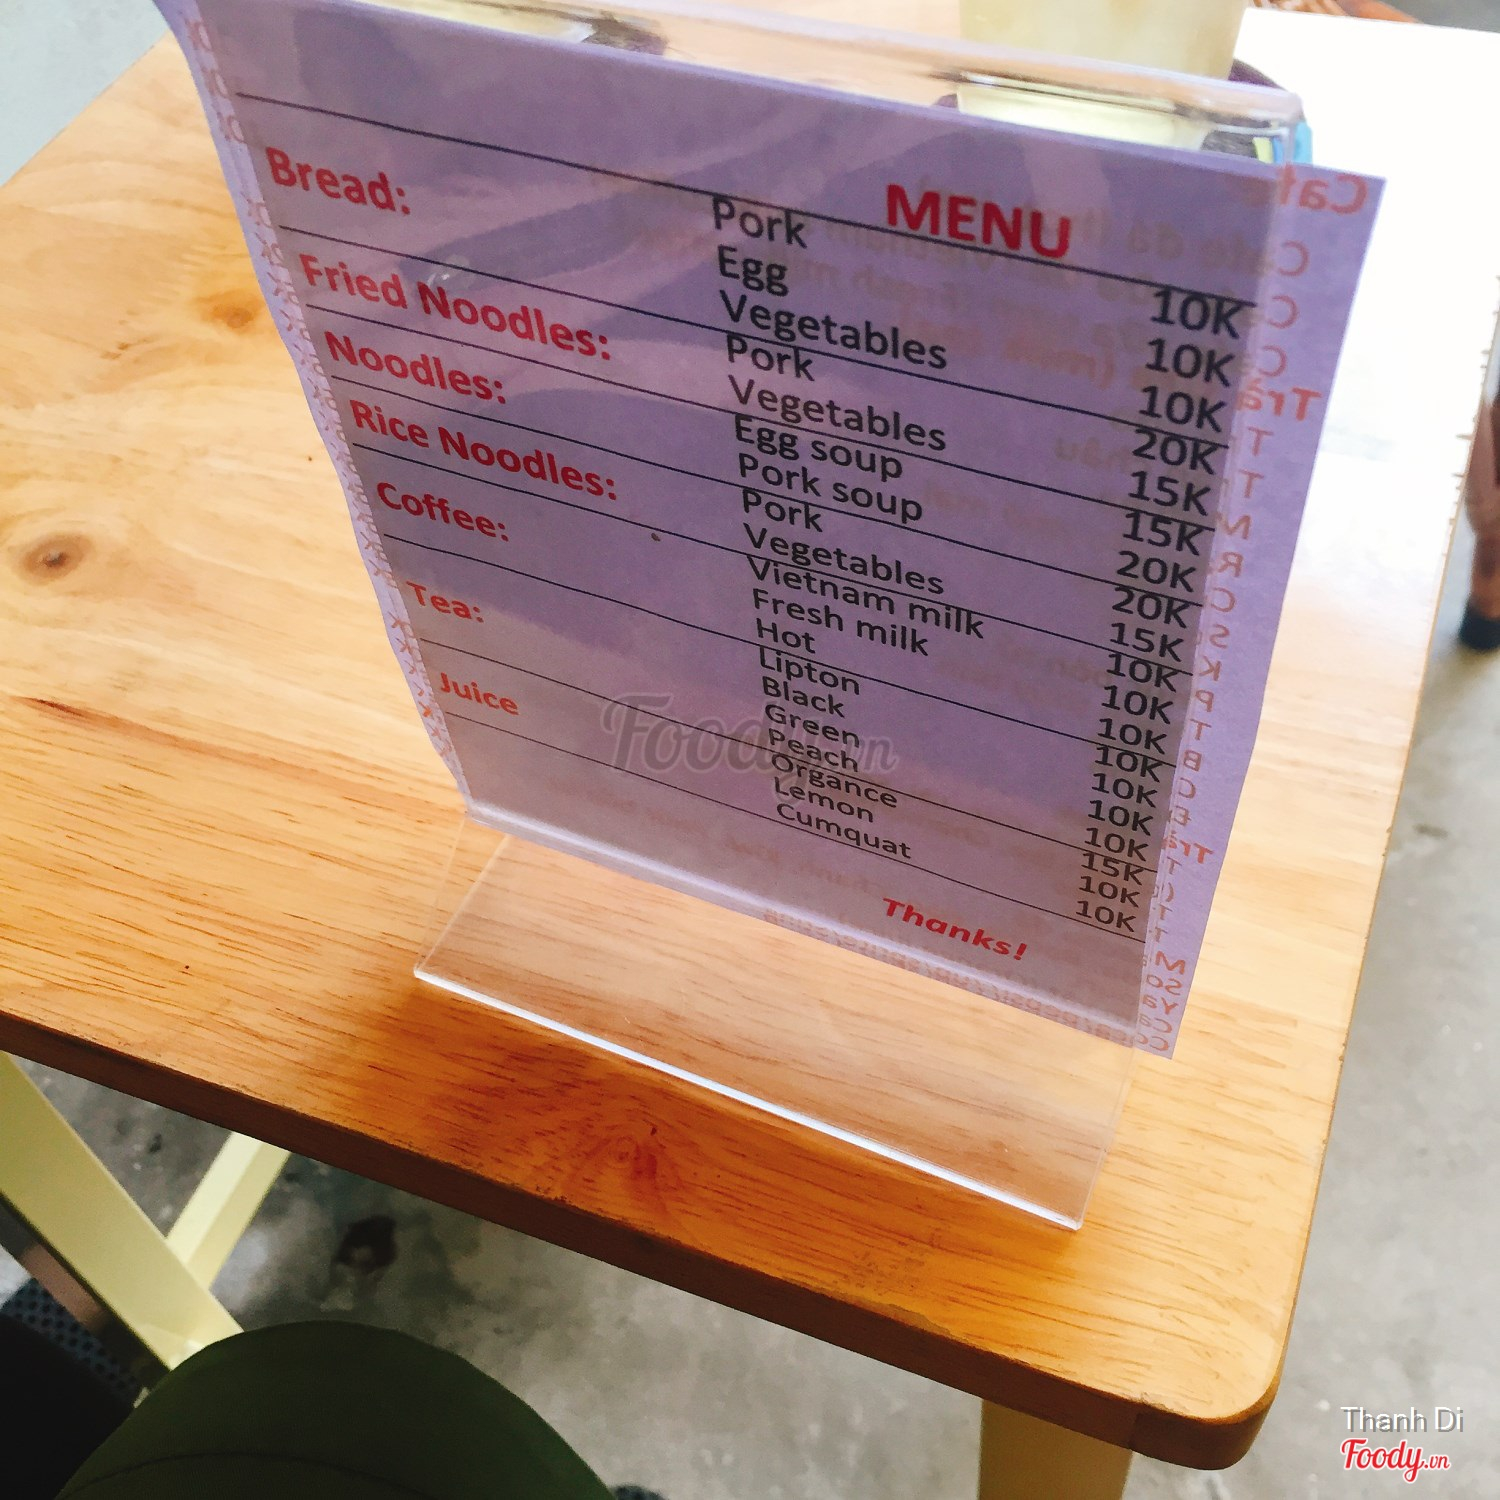 MENU
Bread: Pork 10K
Egg 10K
Vegetables 10K
Fried Noodles: Pork 20K
Vegetables 15K
Noodles: Egg soup 15K
Pork soup 20K
Rice Noodles: Pork 20K
Vegetables 15K
Coffee: Vietnam milk 10K
Fresh milk 10K
Hot 10K
Tea: Lipton 10K
Black 10K
Green 10K
Peach 10K
Juice Organce 15K
Lemon 10K
Cumquat 10K
Thanks!
Foody.vn
Thanh Di
Foody.vn